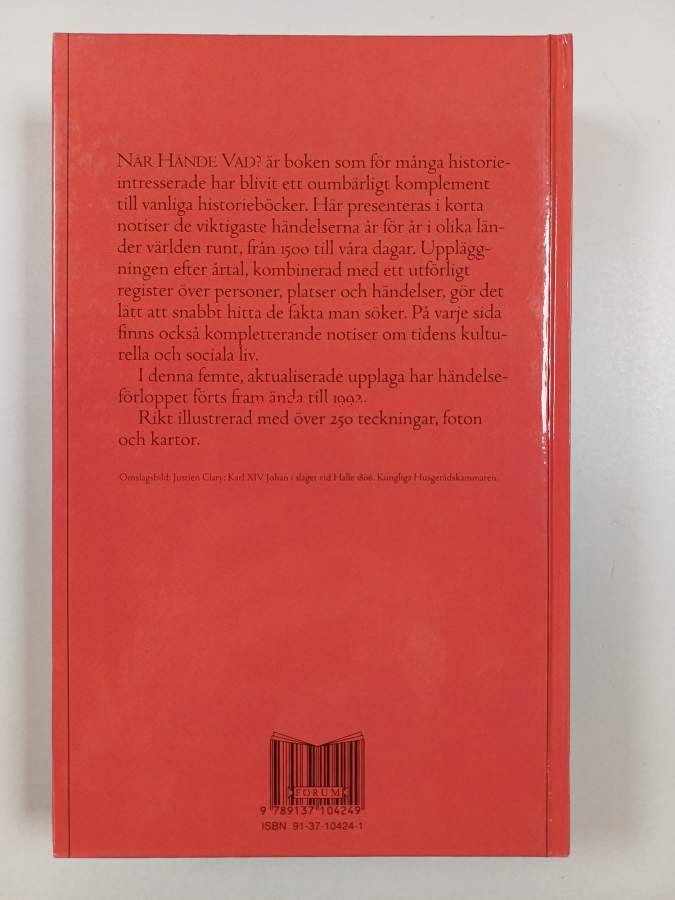 NÄR HÄNDE VAD? är boken som för många historie-
intresserade har blivit ett oumbärligt komplement
till vanliga historieböcker. Här presenteras i korta
notiser de viktigaste händelserna år för år i olika län-
der världen runt, från 1500 till våra dagar. Uppläg-
gningen efter årtal, kombinerad med ett utförligt
register över personer, platser och händelser, gör det
lätt att snabbt hitta de fakta man söker. På varje sida
finns också kompletterande notiser om tidens kultu-
rella och sociala liv.
I denna femte, aktualiserade upplaga har händelse-
förloppet förts fram ända till 1992.
Rikt illustrerad med över 250 teckningar, foton
och kartor.
Omslagsbild: Justien Clary: Karl XIV Johan i slaget vid Halle 1806. Kungliga Husgerådskammaren.
FORUM
9 789137 104249
ISBN 91-37-10424-1